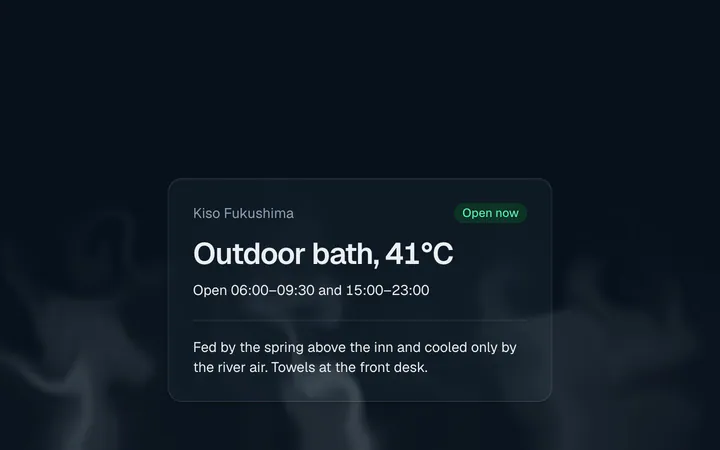 Kiso Fukushima
Open now
Outdoor bath, 41°C
Open 06:00–09:30 and 15:00–23:00
Fed by the spring above the inn and cooled only by
the river air. Towels at the front desk.